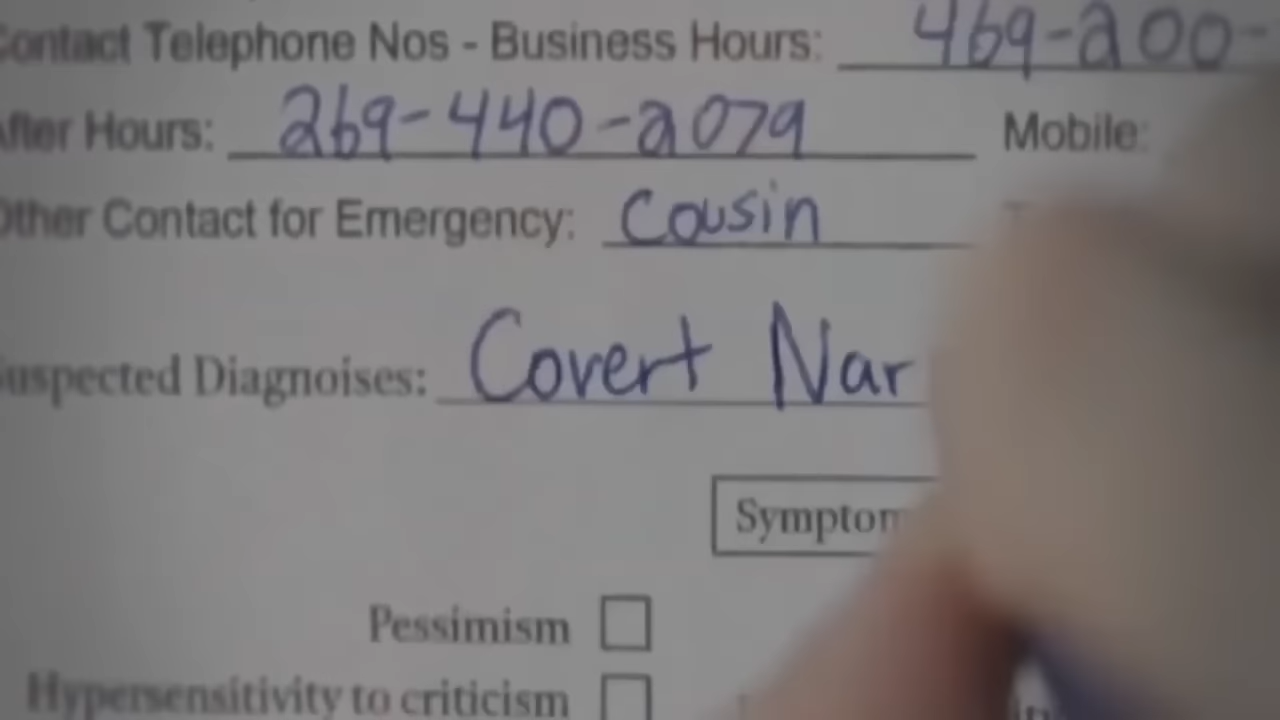 Contact Telephone Nos - Business Hours: 469-200-
After Hours: 269-440-2079 Mobile:
Other Contact for Emergency: Cousin
Suspected Diagnoises: Covert Nar
Symptom
Pessimism
Hypersensitivity to criticism